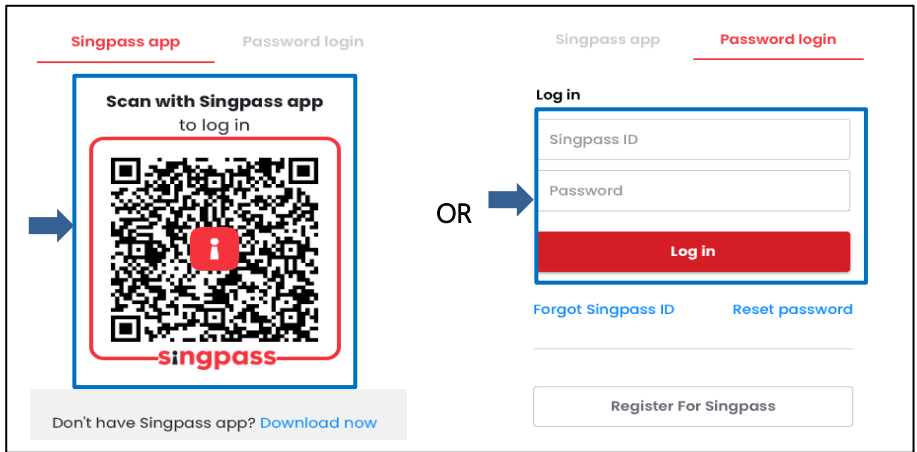 Singpass app
Password login
Scan with Singpass app
to log in
singpass
Don't have Singpass app? Download now
OR
Singpass app
Password login
Log in
Singpass ID
Password
Log in
Forgot Singpass ID
Reset password
Register For Singpass